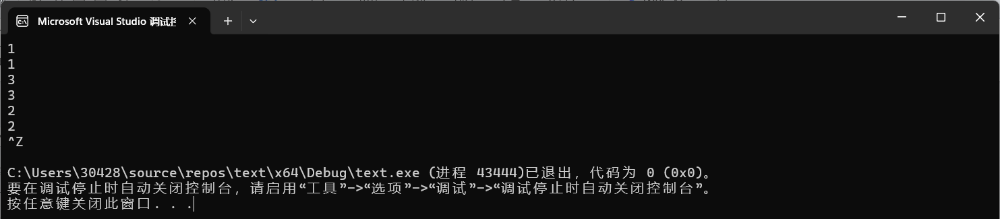 Microsoft Visual Studio 调试控
1
1
3
3
2
2
^Z
C:\Users\30428\source\repos\text\x64\Debug\text.exe (进程 43444)已退出，代码为 0 (0x0)。
要在调试停止时自动关闭控制台，请启用“工具”->“选项”->“调试”->“调试停止时自动关闭控制台”。
按任意键关闭此窗口. . .